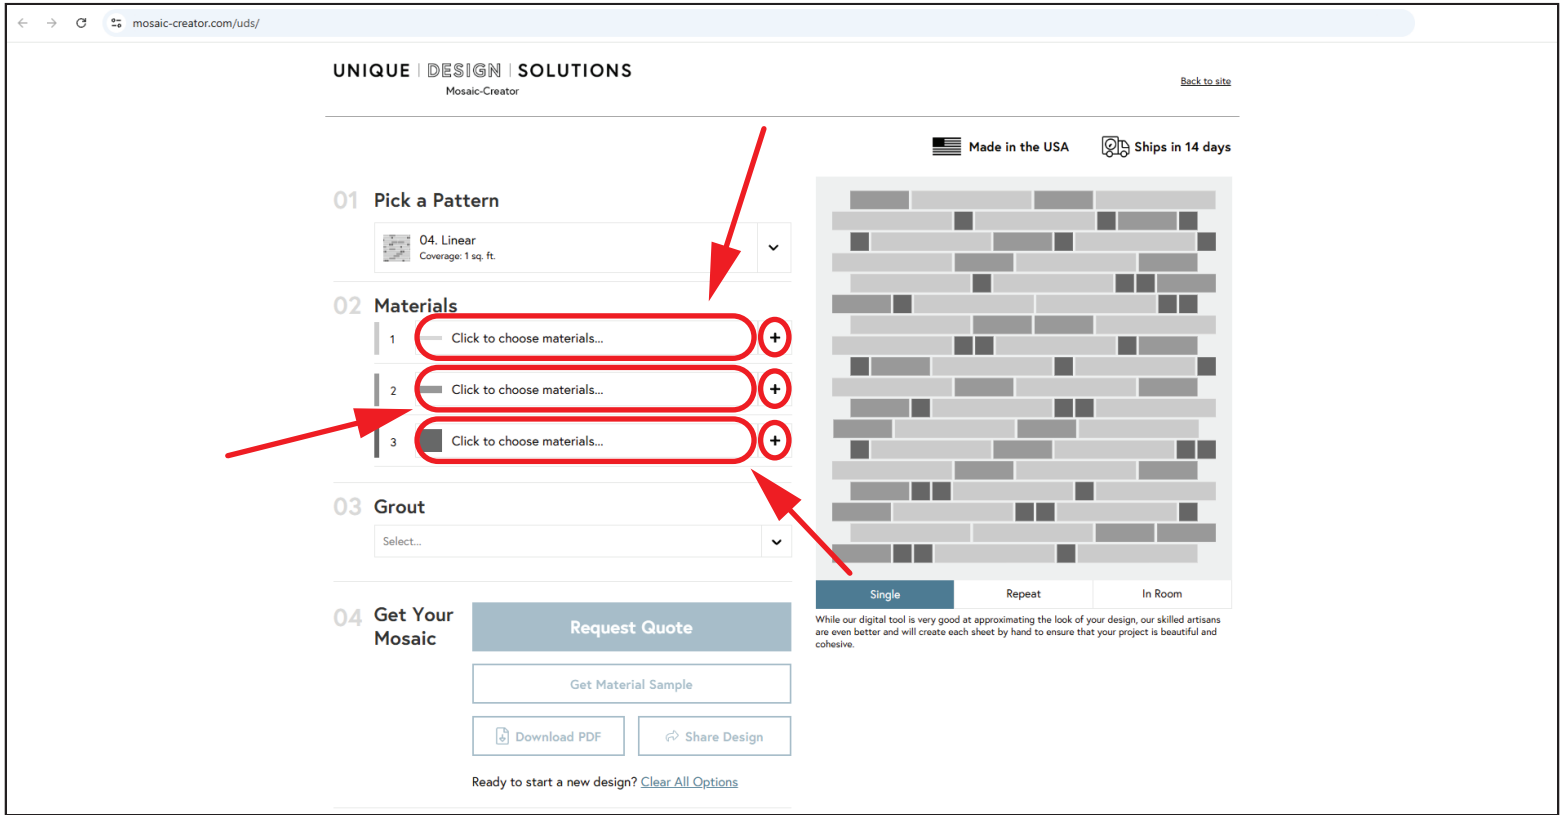 mosaic-creator.com/uds/
UNIQUE | DESIGN | SOLUTIONS
Mosaic-Creator
Back to site
Made in the USA
Ships in 14 days
01 Pick a Pattern
04. Linear
Coverage: 1 sq. ft.
02 Materials
1 Click to choose materials... +
2 Click to choose materials... +
3 Click to choose materials... +
03 Grout
Select...
04 Get Your
Mosaic
Request Quote
Get Material Sample
Download PDF
Share Design
Ready to start a new design? Clear All Options
Single
Repeat
In Room
While our digital tool is very good at approximating the look of your design, our skilled artisans
are even better and will create each sheet by hand to ensure that your project is beautiful and
cohesive.